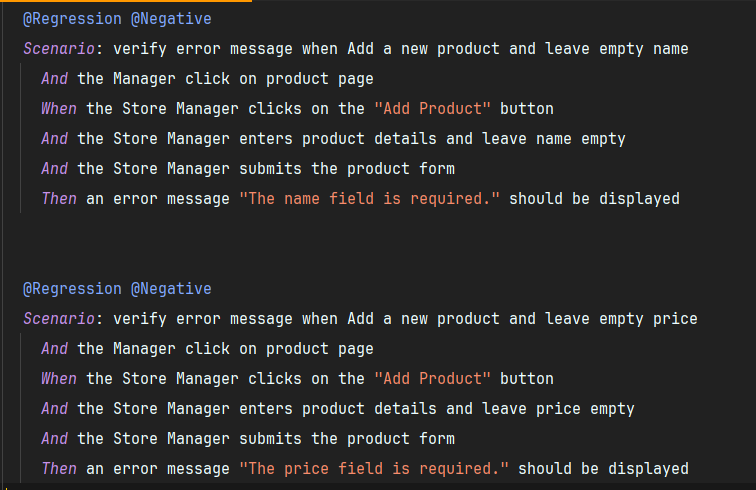 @Regression @Negative
Scenario: verify error message when Add a new product and leave empty name
And the Manager click on product page
When the Store Manager clicks on the "Add Product" button
And the Store Manager enters product details and leave name empty
And the Store Manager submits the product form
Then an error message "The name field is required." should be displayed
@Regression @Negative
Scenario: verify error message when Add a new product and leave empty price
And the Manager click on product page
When the Store Manager clicks on the "Add Product" button
And the Store Manager enters product details and leave price empty
And the Store Manager submits the product form
Then an error message "The price field is required." should be displayed